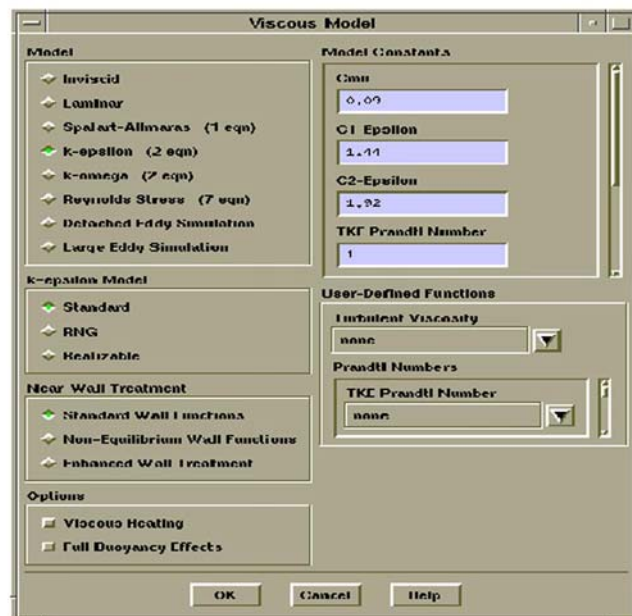 Viscous Model
Model
Inviscid
Laminar
Spalart-Allmaras (1 eqn)
k-epsilon (2 eqn)
k-omega (2 eqn)
Reynolds Stress (7 eqn)
Detached Eddy Simulation
Large Eddy Simulation
k-epsilon Model
Standard
RNG
Realizable
Near Wall Treatment
Standard Wall Functions
Non-Equilibrium Wall Functions
Enhanced Wall Treatment
Options
Viscous Heating
Full Buoyancy Effects
Model Constants
Cmu
0.09
C1-Epsilon
1.44
C2-Epsilon
1.92
TKE Prandtl Number
1
User-Defined Functions
Turbulent Viscosity
none
Prandtl Numbers
TKE Prandtl Number
none
OK Cancel Help